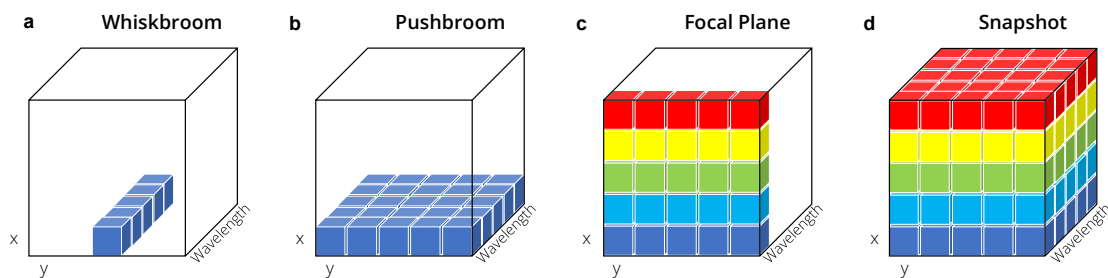 a Whiskbroom
b Pushbroom
c Focal Plane
d Snapshot
x
y
Wavelength
x
y
Wavelength
x
y
Wavelength
x
y
Wavelength